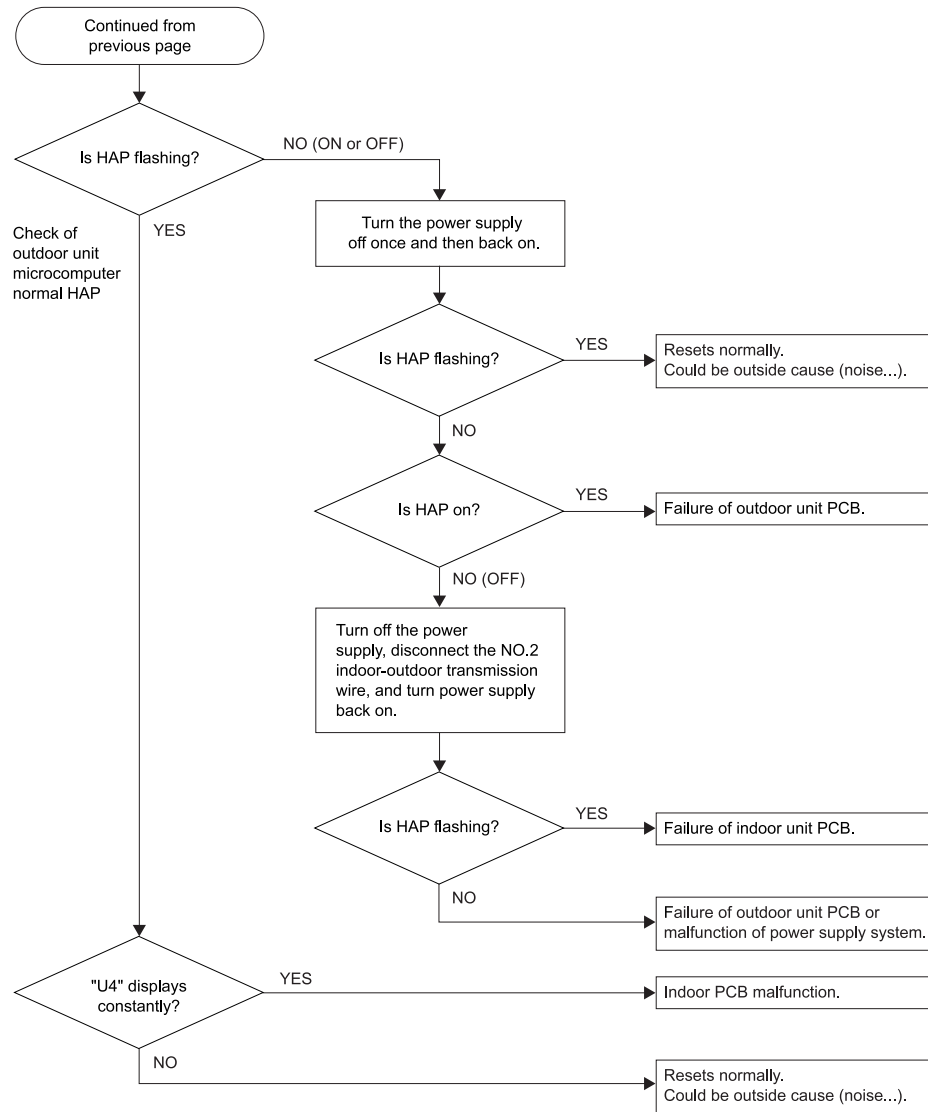 Continued from
previous page
Is HAP flashing?
NO (ON or OFF)
YES
Check of
outdoor unit
microcomputer
normal HAP
Turn the power supply
off once and then back on.
Is HAP flashing?
YES
Resets normally.
Could be outside cause (noise...).
NO
Is HAP on?
YES
Failure of outdoor unit PCB.
NO (OFF)
Turn off the power
supply, disconnect the NO.2
indoor-outdoor transmission
wire, and turn power supply
back on.
Is HAP flashing?
YES
Failure of indoor unit PCB.
NO
Failure of outdoor unit PCB or
malfunction of power supply system.
"U4" displays
constantly?
YES
Indoor PCB malfunction.
NO
Resets normally.
Could be outside cause (noise...).